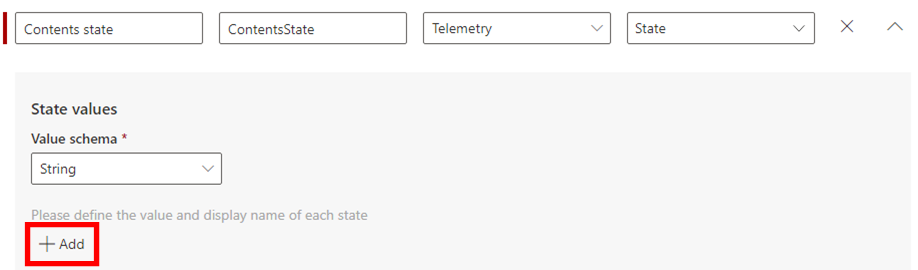 Contents state ContentsState Telemetry State
State values
Value schema *
String
Please define the value and display name of each state
Add